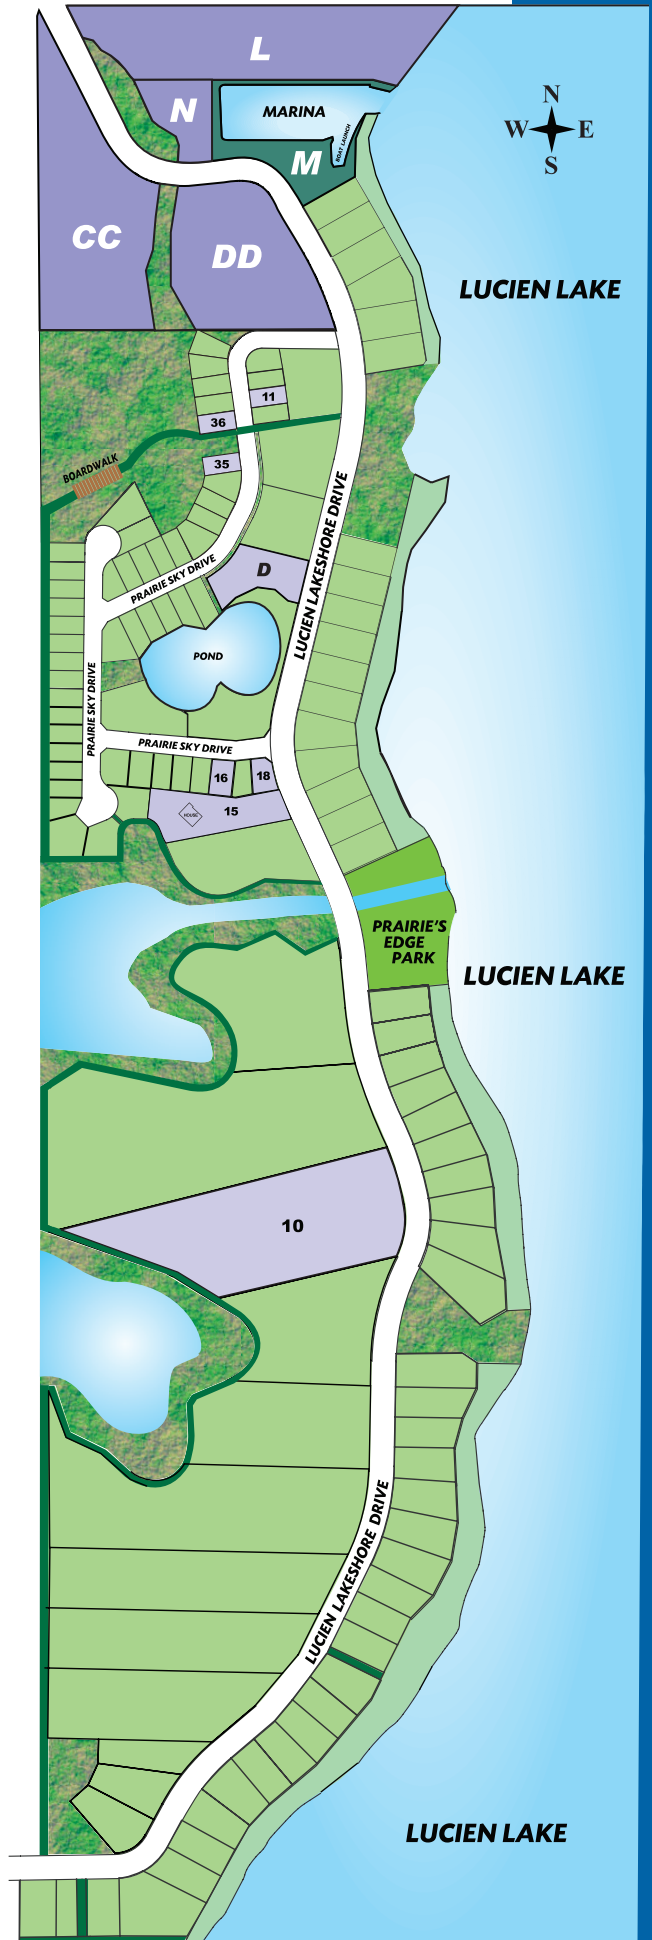 L
N
MARINA
BOAT LAUNCH
M
N
W E
S
CC
DD
LUCIEN LAKE
11
36
35
BOARDWALK
D
PRAIRIE SKY DRIVE
LUCIEN LAKESHORE DRIVE
POND
PRAIRIE SKY DRIVE
PRAIRIE SKY DRIVE
16
18
HOUSE
15
PRAIRIE'S
EDGE
PARK
LUCIEN LAKE
10
LUCIEN LAKESHORE DRIVE
LUCIEN LAKE